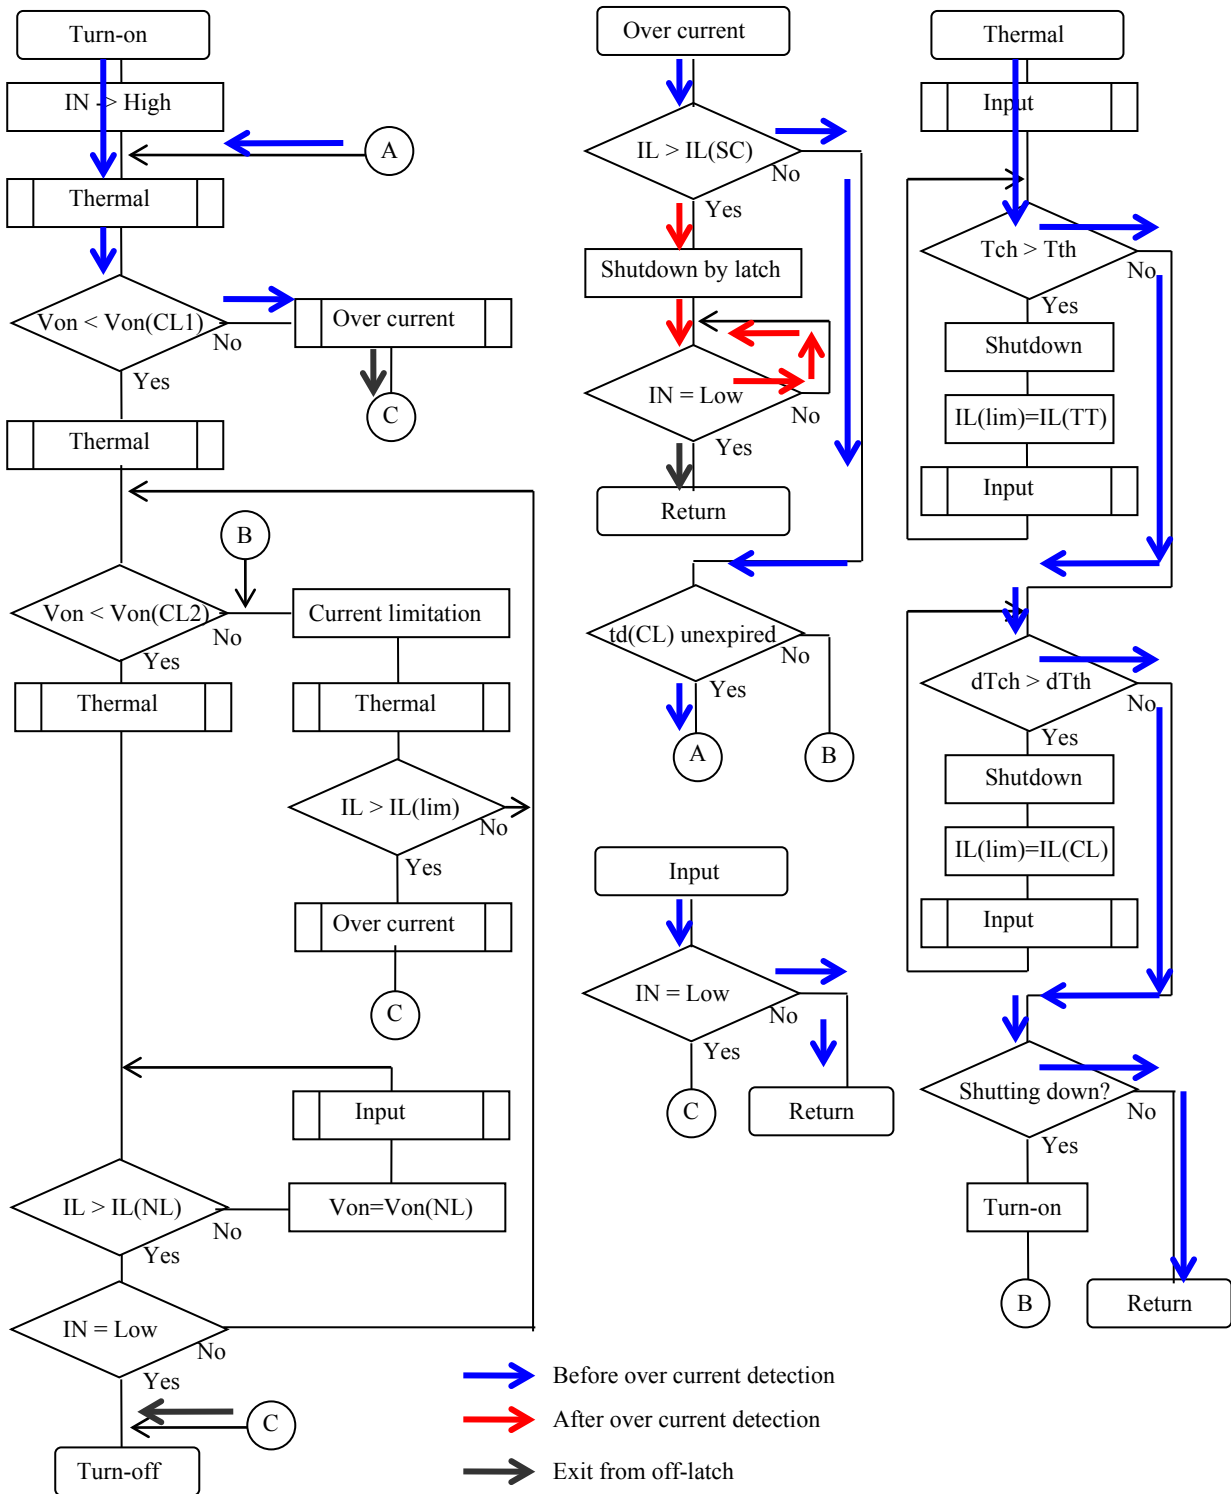 Turn-on
IN -> High
A
Thermal
Von < Von(CL1)
No
Yes
Over current
C
Thermal
B
Von < Von(CL2)
No
Yes
Current limitation
Thermal
Thermal
IL > IL(lim)
No
Yes
Over current
C
Input
Von=Von(NL)
IL > IL(NL)
No
Yes
IN = Low
No
Yes
C
Turn-off
Over current
IL > IL(SC)
No
Yes
Shutdown by latch
IN = Low
No
Yes
Return
td(CL) unexpired
No
Yes
A
B
Input
IN = Low
No
Yes
C
Return
Thermal
Input
Tch > Tth
No
Yes
Shutdown
IL(lim)=IL(TT)
Input
dTch > dTth
No
Yes
Shutdown
IL(lim)=IL(CL)
Input
Shutting down?
No
Yes
Turn-on
B
Return
Before over current detection
After over current detection
Exit from off-latch